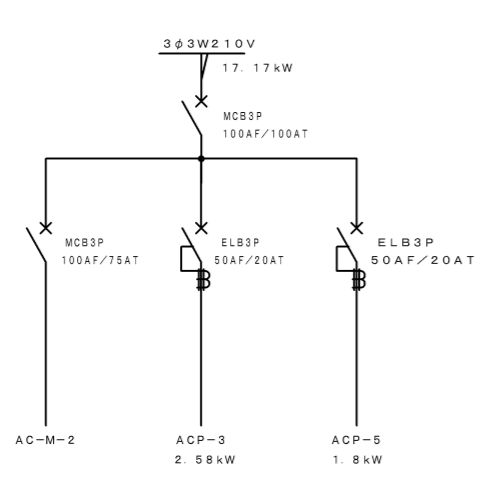 3φ3W210V
17.17kW
MCB3P
100AF/100AT
MCB3P
100AF/75AT
ELB3P
50AF/20AT
ELB3P
50AF/20AT
AC-M-2
ACP-3
2.58kW
ACP-5
1.8kW